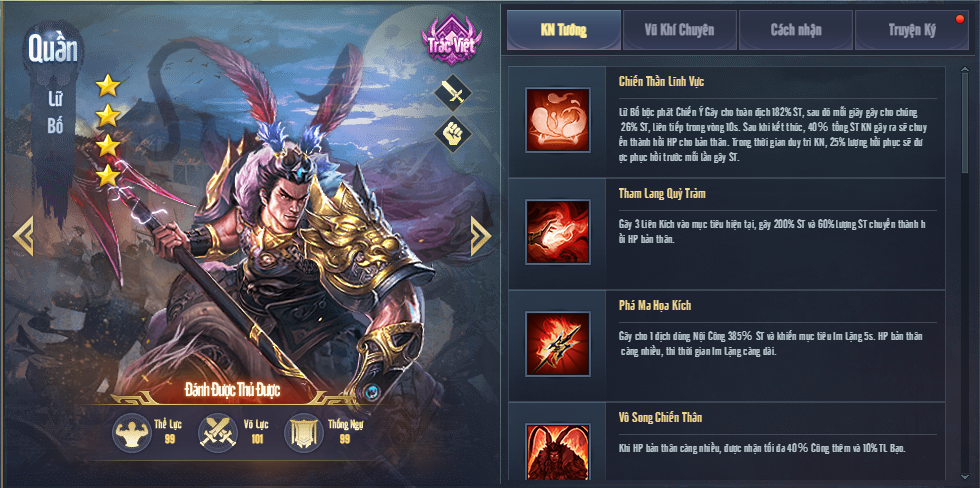 Quần
Lữ
Bố
Trác Việt
Đánh Được Thủ Được
Thể Lực
99
Võ Lực
101
Thống Ngự
99
KN Tướng
Vũ Khí Chuyên
Cách nhận
Truyện Ký
Chiến Thần Lĩnh Vực
Lữ Bố bộc phát Chiến Ý Gây cho toàn địch 182% ST, sau đó mỗi giây gây cho chúng
26% ST, liên tiếp trong vòng 10s. Sau khi kết thúc, 40% tổng ST KN gây ra sẽ chuy
ển thành hồi HP cho bản thân. Trong thời gian duy trì KN, 25% lượng hồi phục sẽ đư
ợc phục hồi trước mỗi lần gây ST.
Tham Lang Quỷ Trảm
Gây 3 Liên Kích vào mục tiêu hiện tại, gây 200% ST và 60% lượng ST chuyển thành h
ồi HP bản thân.
Phá Ma Họa Kích
Gây cho 1 địch dùng Nội Công 385% ST và khiến mục tiêu Im Lặng 5s. HP bản thân
càng nhiều, thì thời gian Im Lặng càng dài.
Vô Song Chiến Thần
Khi HP bản thân càng nhiều, được nhận tối đa 40% Công thêm và 10% TL Bạo.